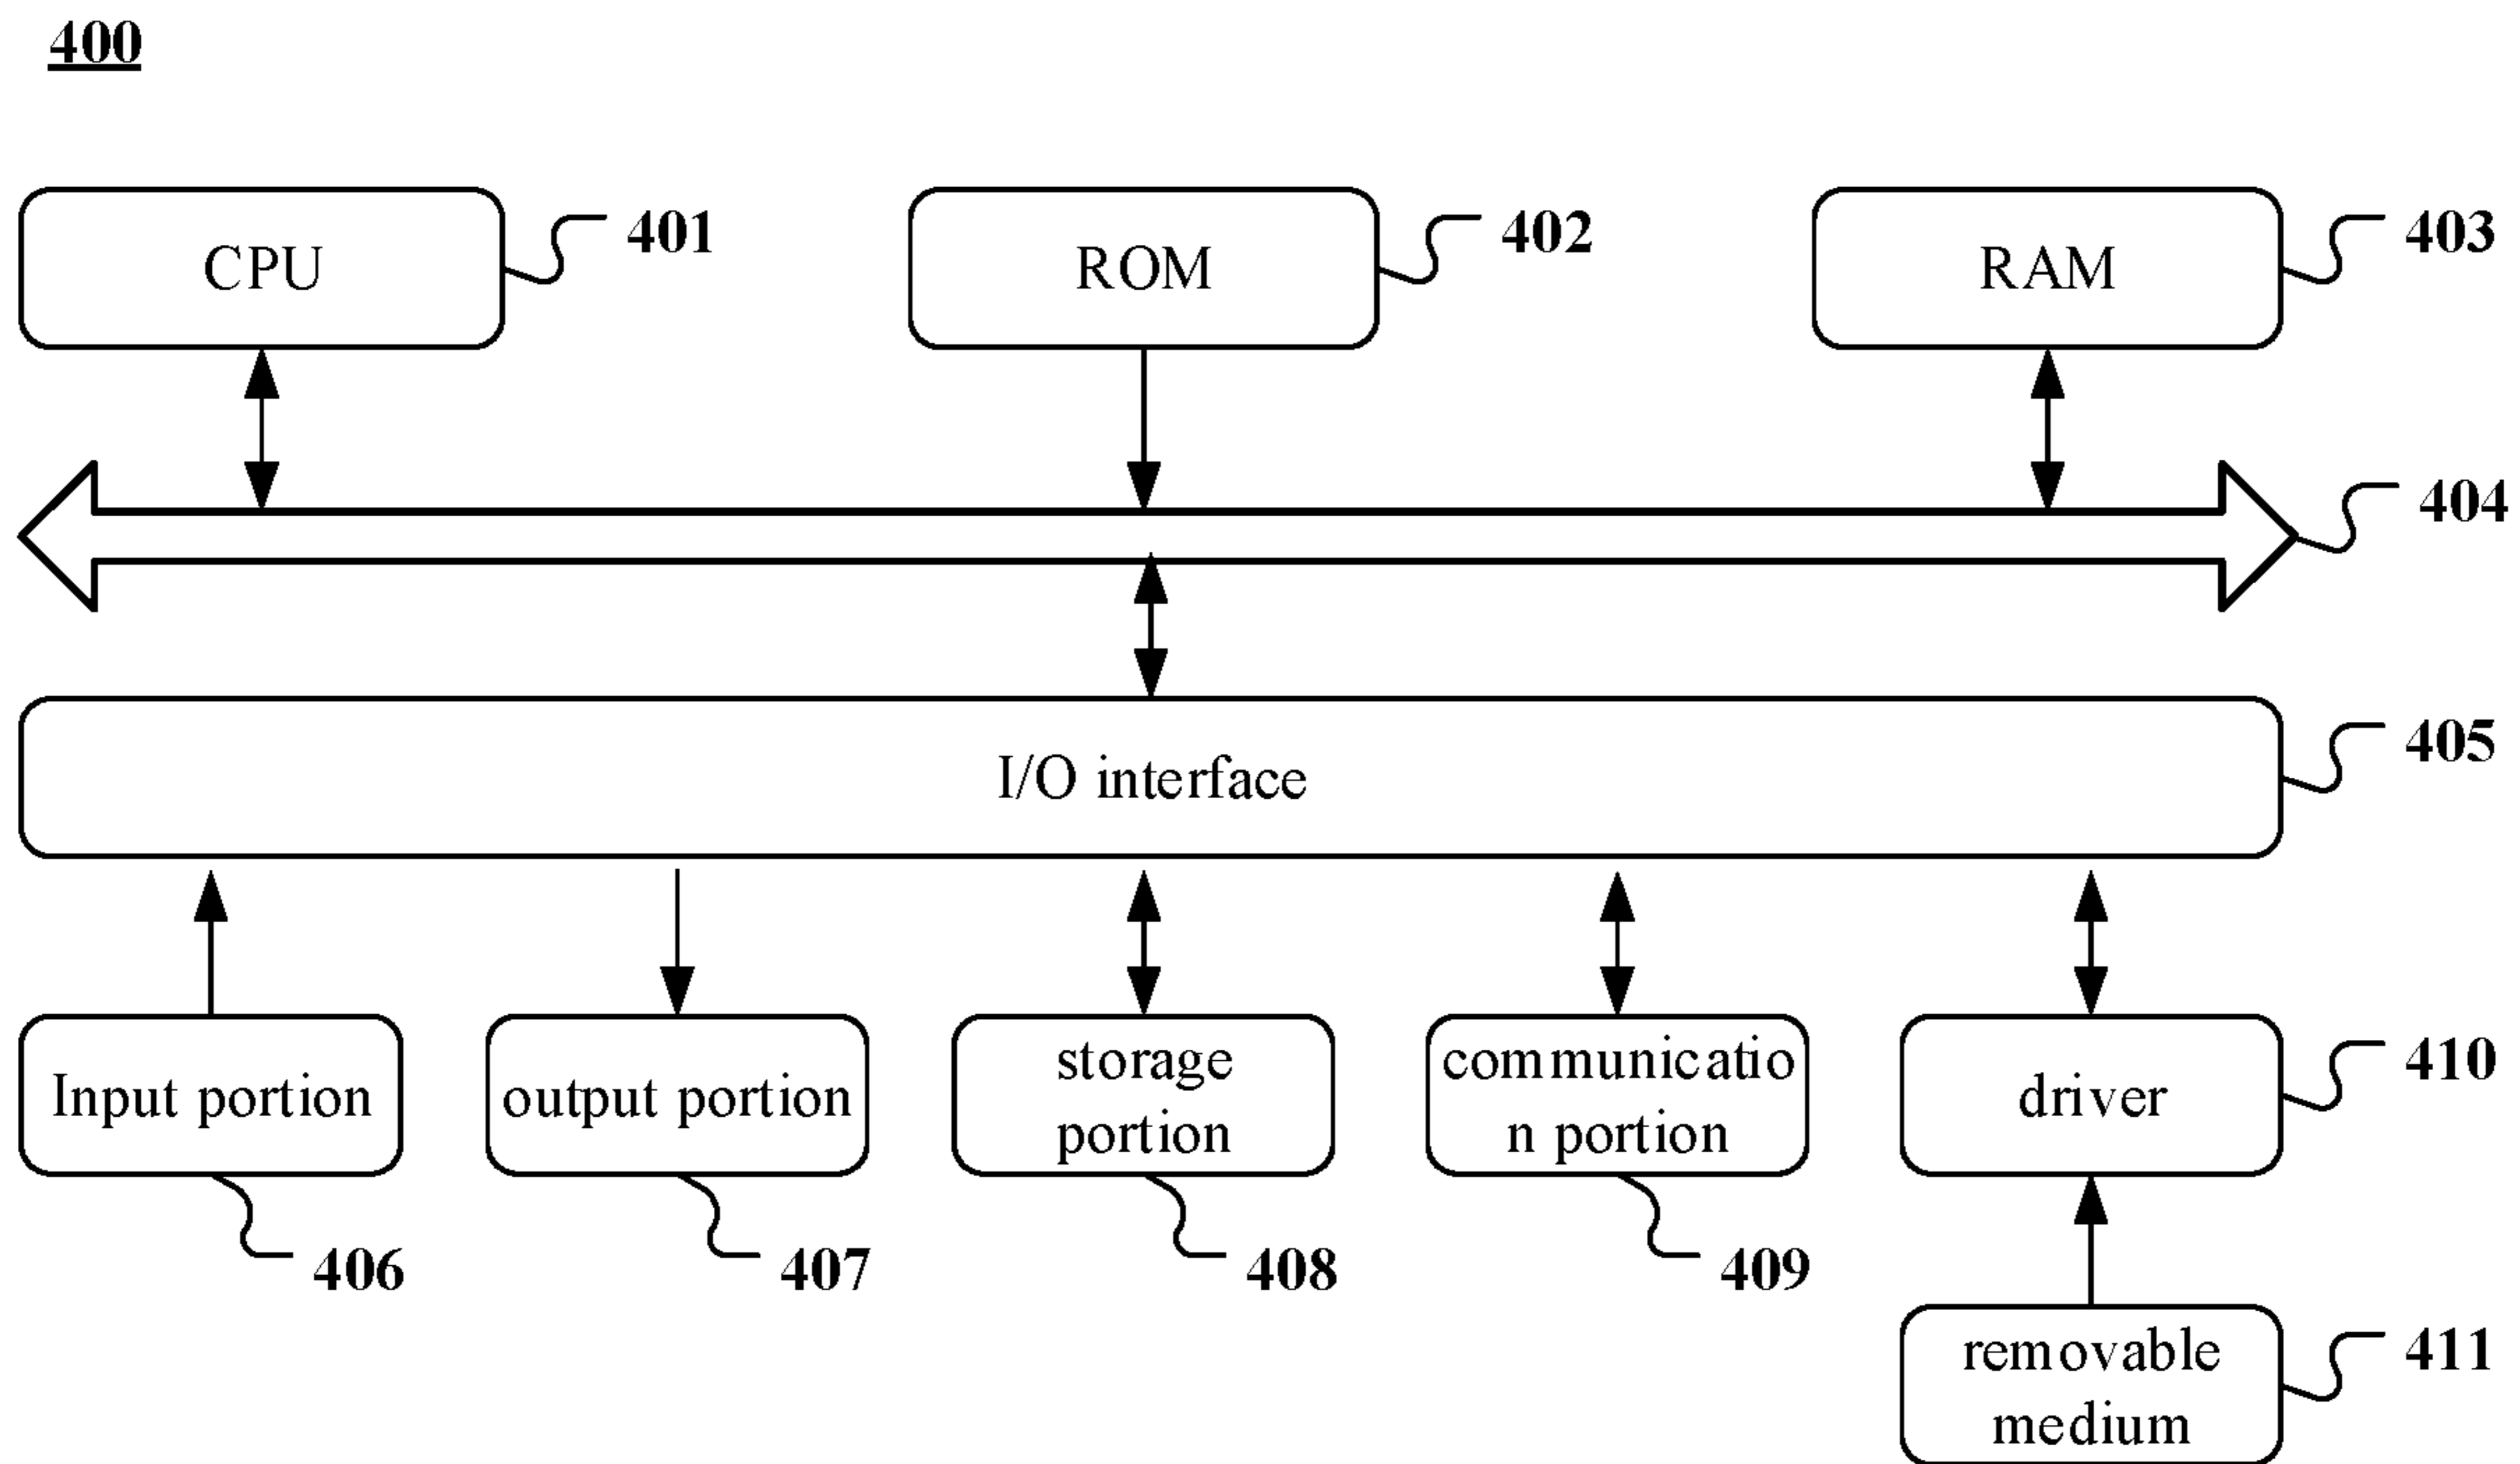 400
CPU
401
ROM
402
RAM
403
404
I/O interface
405
Input portion
output portion
storage
portion
communicatio
n portion
driver
410
406
407
408
409
removable
medium
411